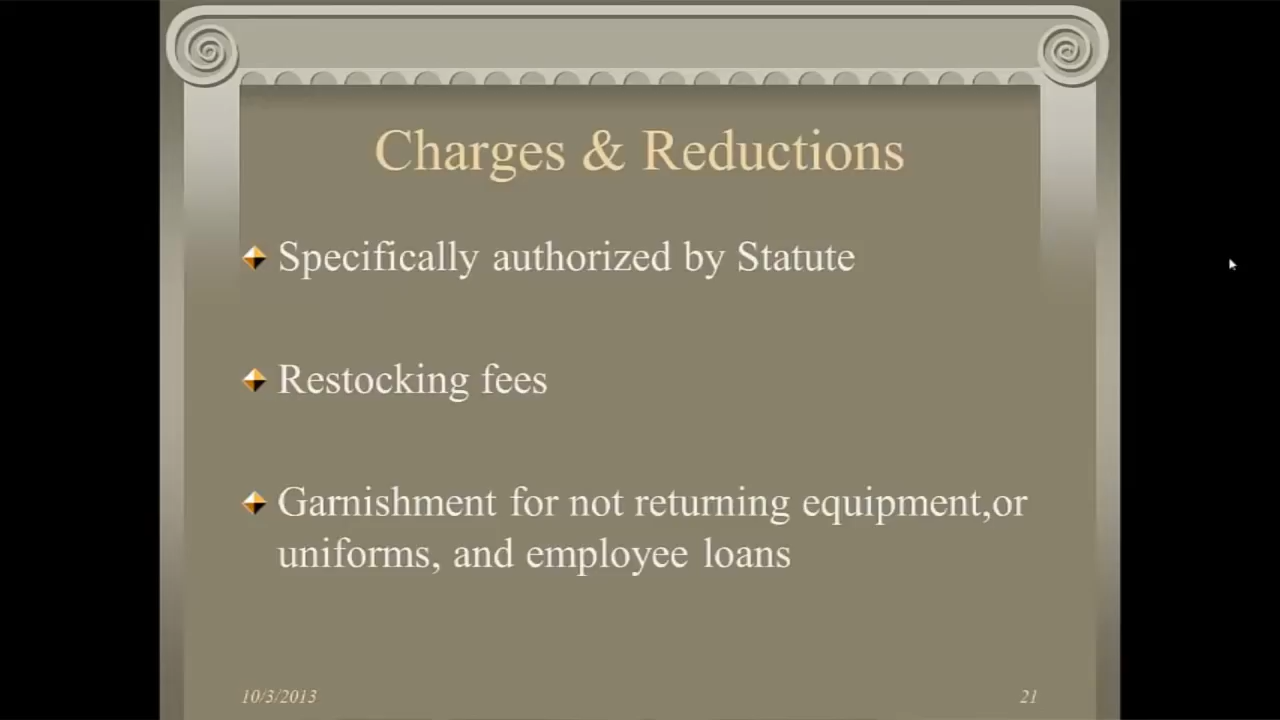 Charges & Reductions
Specifically authorized by Statute
Restocking fees
Garnishment for not returning equipment,or
uniforms, and employee loans
10/3/2013
21